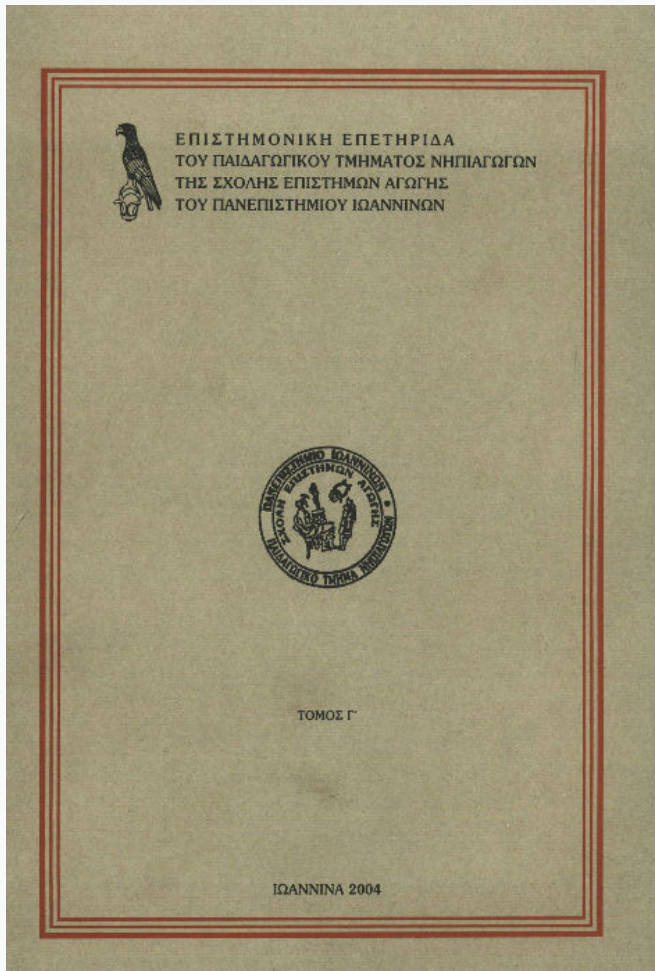 ΕΠΙΣΤΗΜΟΝΙΚΗ ΕΠΕΤΗΡΙΔΑ
ΤΟΥ ΠΑΙΔΑΓΩΓΙΚΟΥ ΤΜΗΜΑΤΟΣ ΝΗΠΙΑΓΩΓΩΝ
ΤΗΣ ΣΧΟΛΗΣ ΕΠΙΣΤΗΜΩΝ ΑΓΩΓΗΣ
ΤΟΥ ΠΑΝΕΠΙΣΤΗΜΙΟΥ ΙΩΑΝΝΙΝΩΝ
ΠΑΝΕΠΙΣΤΗΜΙΟ ΙΩΑΝΝΙΝΩΝ
ΣΧΟΛΗ ΕΠΙΣΤΗΜΩΝ ΑΓΩΓΗΣ
ΠΑΙΔΑΓΩΓΙΚΟ ΤΜΗΜΑ ΝΗΠΙΑΓΩΓΩΝ
ΤΟΜΟΣ Γ'
ΙΩΑΝΝΙΝΑ 2004